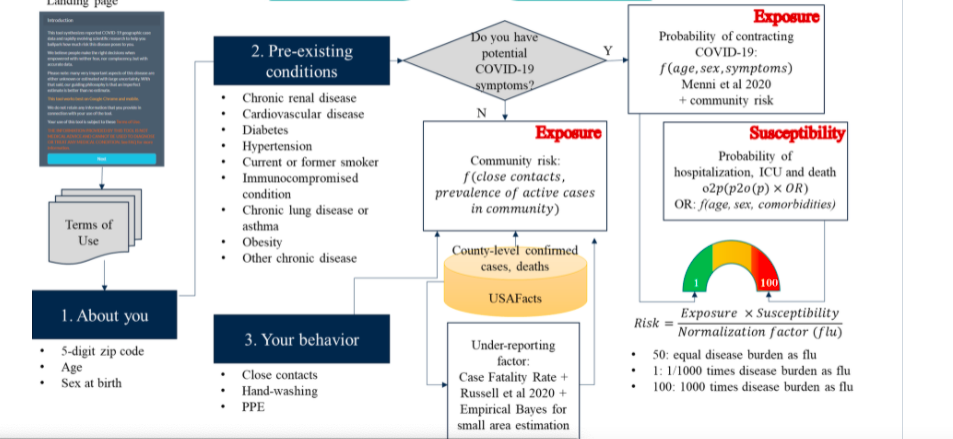 Landing page
Introduction
Next
Terms of
Use
1. About you
• 5-digit zip code
• Age
• Sex at birth
2. Pre-existing
conditions
• Chronic renal disease
• Cardiovascular disease
• Diabetes
• Hypertension
• Current or former smoker
• Immunocompromised
condition
• Chronic lung disease or
asthma
• Obesity
• Other chronic disease
3. Your behavior
• Close contacts
• Hand-washing
• PPE
Do you have
potential
COVID-19
symptoms?
Y
N
Exposure
Community risk:
f(close contacts,
prevalence of active cases
in community)
County-level confirmed
cases, deaths
USAFacts
Under-reporting
factor:
Case Fatality Rate +
Russell et al 2020 +
Empirical Bayes for
small area estimation
Exposure
Probability of contracting
COVID-19:
f(age,sex,symptoms)
Menni et al 2020
+ community risk
Susceptibility
Probability of
hospitalization, ICU and death
o2p(p2o(p) × OR)
OR: f(age, sex, comorbidities)
1
100
Risk = Exposure × Susceptibility
Normalization factor (flu)
• 50: equal disease burden as flu
• 1: 1/1000 times disease burden as flu
• 100: 1000 times disease burden as flu